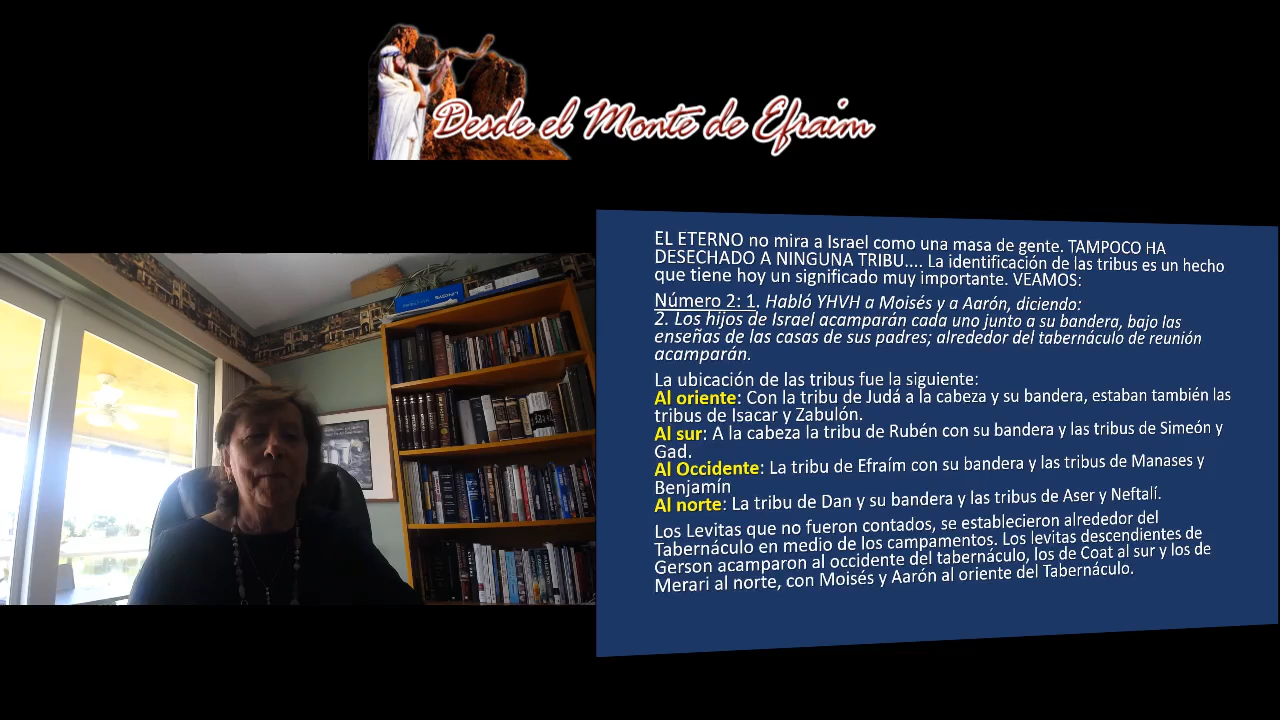 Desde el Monte de Efraim
EL ETERNO no mira a Israel como una masa de gente. TAMPOCO HA
DESECHADO A NINGUNA TRIBU.... La identificación de las tribus es un hecho
que tiene hoy un significado muy importante. VEAMOS:
Número 2: 1. Habló YHVH a Moisés y a Aarón, diciendo:
2. Los hijos de Israel acamparán cada uno junto a su bandera, bajo las
enseñas de las casas de sus padres; alrededor del tabernáculo de reunión
acamparán.
La ubicación de las tribus fue la siguiente:
Al oriente: Con la tribu de Judá a la cabeza y su bandera, estaban también las
tribus de Isacar y Zabulón.
Al sur: A la cabeza la tribu de Rubén con su bandera y las tribus de Simeón y
Gad.
Al Occidente: La tribu de Efraím con su bandera y las tribus de Manases y
Benjamín
Al norte: La tribu de Dan y su bandera y las tribus de Aser y Neftalí.
Los Levitas que no fueron contados, se establecieron alrededor del
Tabernáculo en medio de los campamentos. Los levitas descendientes de
Gerson acamparon al occidente del tabernáculo, los de Coat al sur y los de
Merari al norte, con Moisés y Aarón al oriente del Tabernáculo.